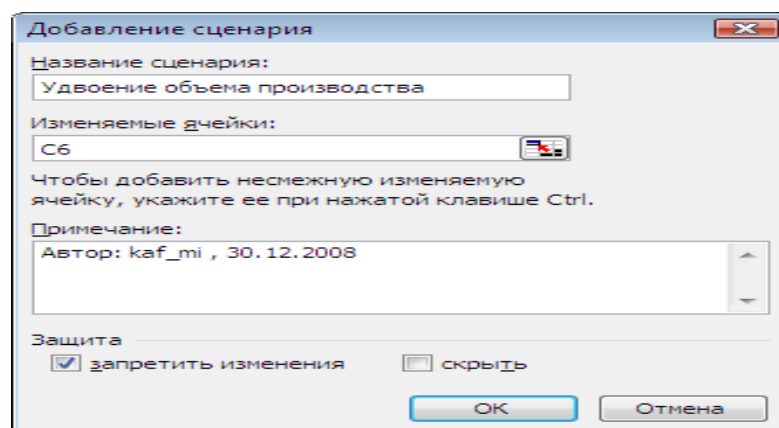 Добавление сценария
Название сценария:
Удвоение объема производства
Изменяемые ячейки:
C6
Чтобы добавить несмежную изменяемую
ячейку, укажите ее при нажатой клавише Ctrl.
Примечание:
Автор: kaf_mi , 30.12.2008
Защита
запретить изменения скрыть
ОК Отмена